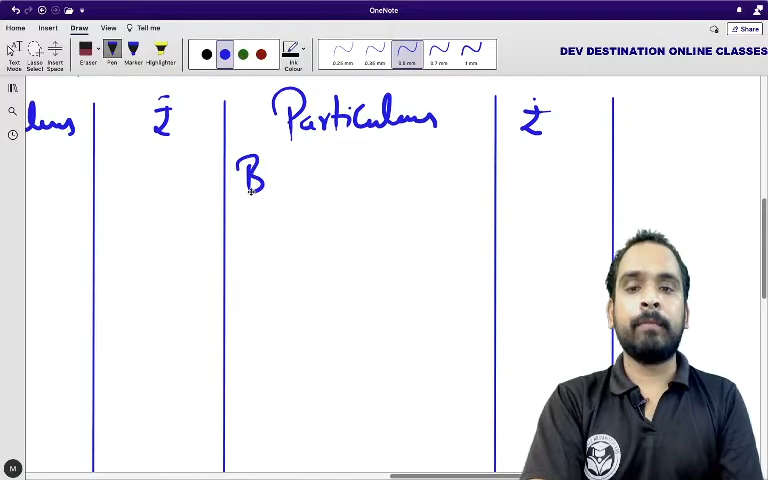 OneNote
Home Insert Draw View Tell me Share
Text Mode Lasso Select Insert Space Eraser Pen Marker Highlighter Ink Colour 0.25 mm 0.35 mm 0.5 mm 0.7 mm 1 mm DEV DESTINATION ONLINE CLASSES
₹ Particulars ₹
B
M